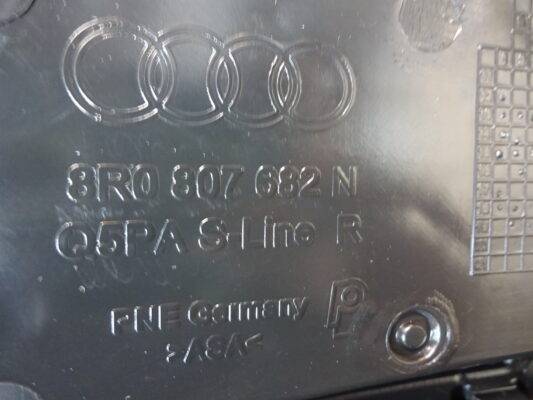 8R0 807 682 N
Q5PA S-Line R
PNE Germany
>ASA<